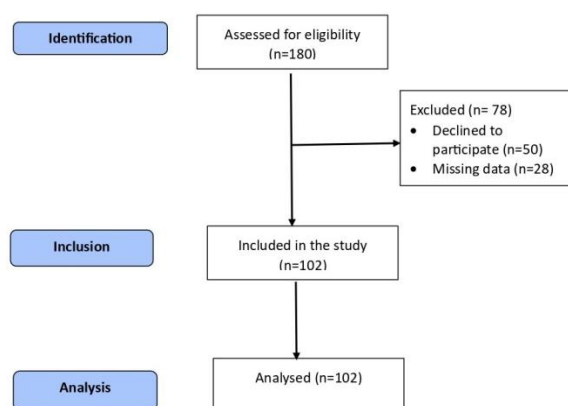 Identification
Assessed for eligibility
(n=180)
Excluded (n= 78)
• Declined to
participate (n=50)
• Missing data (n=28)
Inclusion
Included in the study
(n=102)
Analysis
Analysed (n=102)